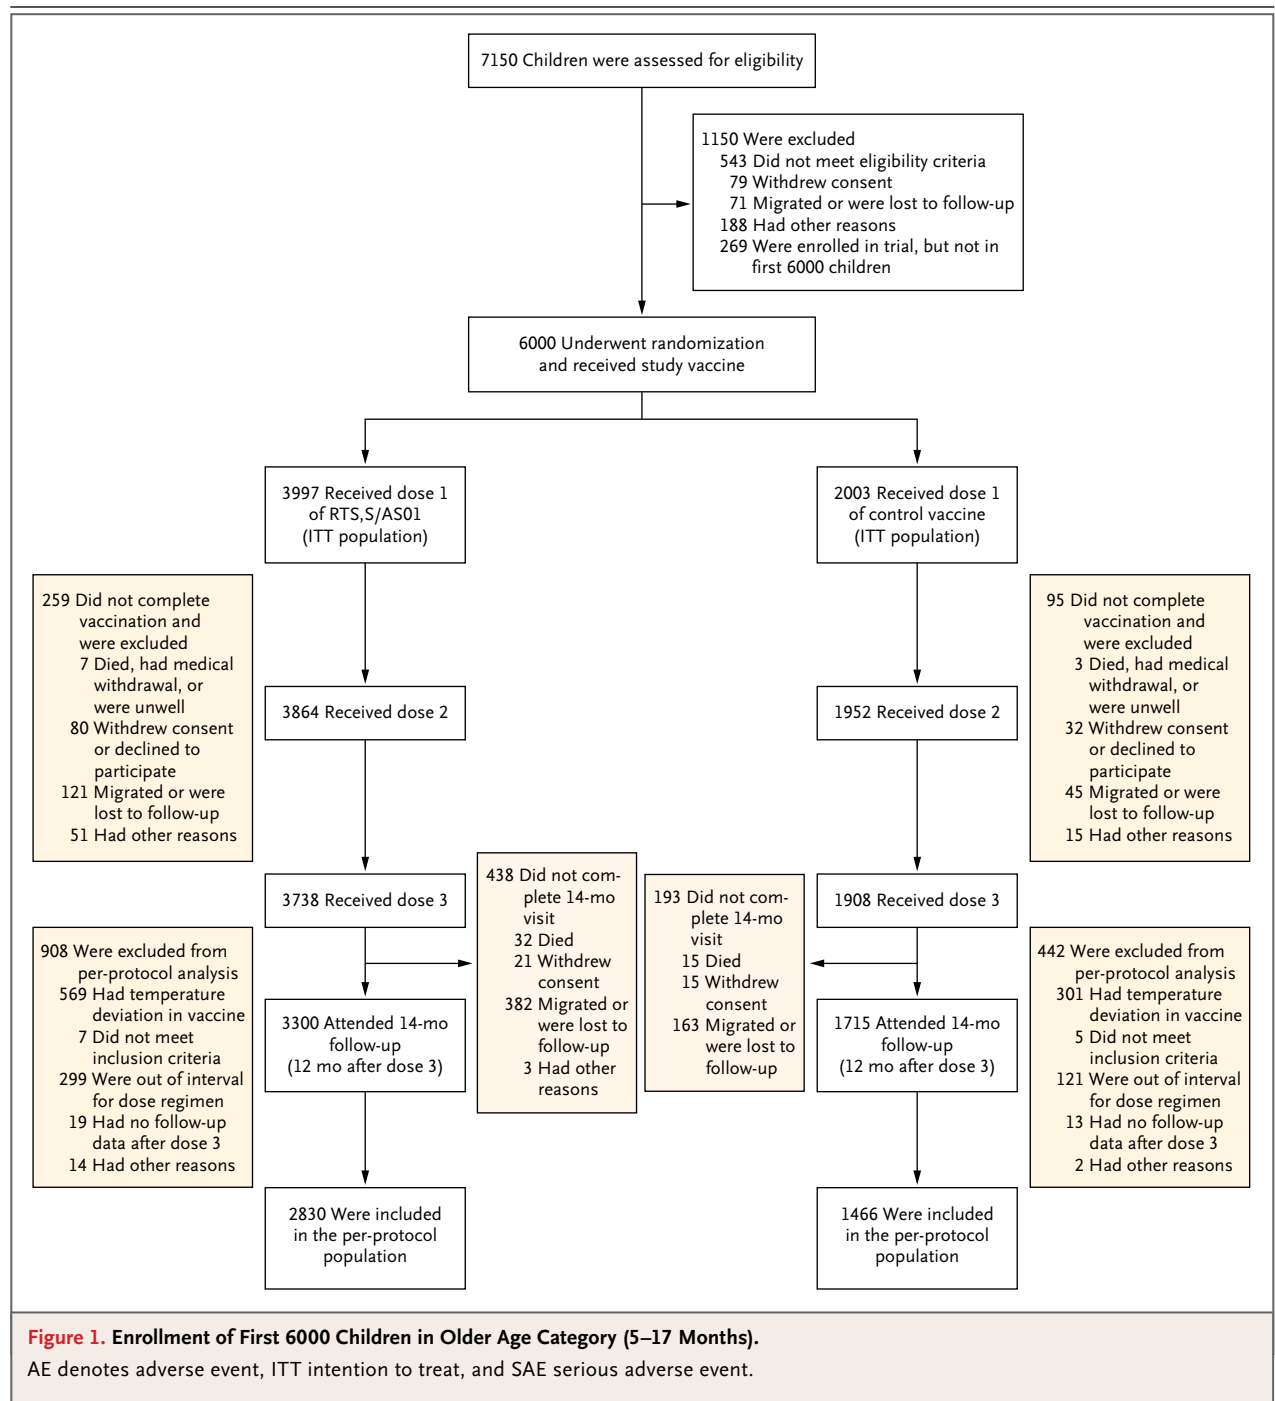 7150 Children were assessed for eligibility
1150 Were excluded
543 Did not meet eligibility criteria
79 Withdrew consent
71 Migrated or were lost to follow-up
188 Had other reasons
269 Were enrolled in trial, but not in
first 6000 children
6000 Underwent randomization
and received study vaccine
3997 Received dose 1
of RTS,S/AS01
(ITT population)
2003 Received dose 1
of control vaccine
(ITT population)
259 Did not complete
vaccination and
were excluded
7 Died, had medical
withdrawal, or
were unwell
80 Withdrew consent
or declined to
participate
121 Migrated or were
lost to follow-up
51 Had other reasons
95 Did not complete
vaccination and
were excluded
3 Died, had medical
withdrawal, or
were unwell
32 Withdrew consent
or declined to
participate
45 Migrated or were
lost to follow-up
15 Had other reasons
3864 Received dose 2
1952 Received dose 2
3738 Received dose 3
1908 Received dose 3
438 Did not com-
plete 14-mo
visit
32 Died
21 Withdrew
consent
382 Migrated or
were lost to
follow-up
3 Had other
reasons
193 Did not com-
plete 14-mo
visit
15 Died
15 Withdrew
consent
163 Migrated or
were lost to
follow-up
908 Were excluded from
per-protocol analysis
569 Had temperature
deviation in vaccine
7 Did not meet
inclusion criteria
299 Were out of interval
for dose regimen
19 Had no follow-up
data after dose 3
14 Had other reasons
442 Were excluded from
per-protocol analysis
301 Had temperature
deviation in vaccine
5 Did not meet
inclusion criteria
121 Were out of interval
for dose regimen
13 Had no follow-up
data after dose 3
2 Had other reasons
3300 Attended 14-mo
follow-up
(12 mo after dose 3)
1715 Attended 14-mo
follow-up
(12 mo after dose 3)
2830 Were included
in the per-protocol
population
1466 Were included
in the per-protocol
population
Figure 1. Enrollment of First 6000 Children in Older Age Category (5–17 Months).
AE denotes adverse event, ITT intention to treat, and SAE serious adverse event.